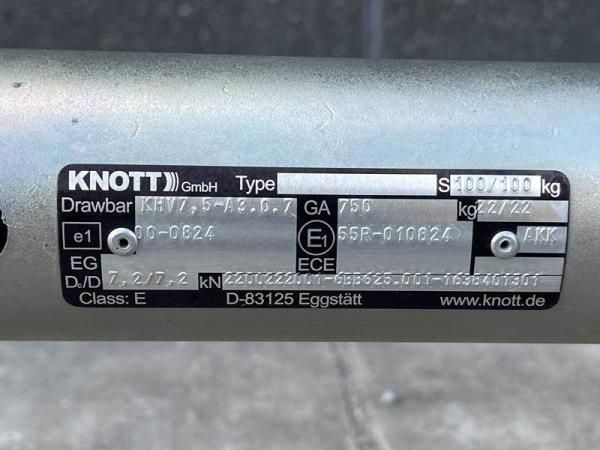 KNOTT GmbH Type S 100/100 kg
Drawbar KHV7,5-A3.0.7 GA 750 kg 22/22
e1 00-0824 E1 55R-010824 AKK
EG ECE
Dc/D 7,2/7,2 kN 2200222001-6BB625.001-1636401301
Class: E D-83125 Eggstätt www.knott.de